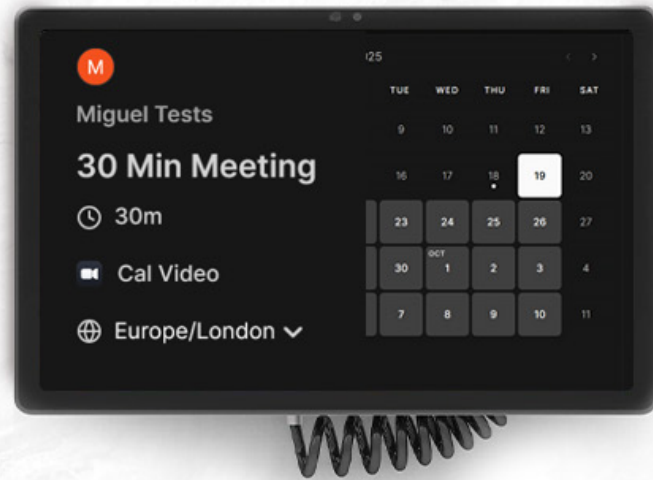 M
Miguel Tests
30 Min Meeting
30m
Cal Video
Europe/London
025
TUE WED THU FRI SAT
9 10 11 12 13
16 17 18 19 20
23 24 25 26 27
OCT
30 1 2 3 4
7 8 9 10 11